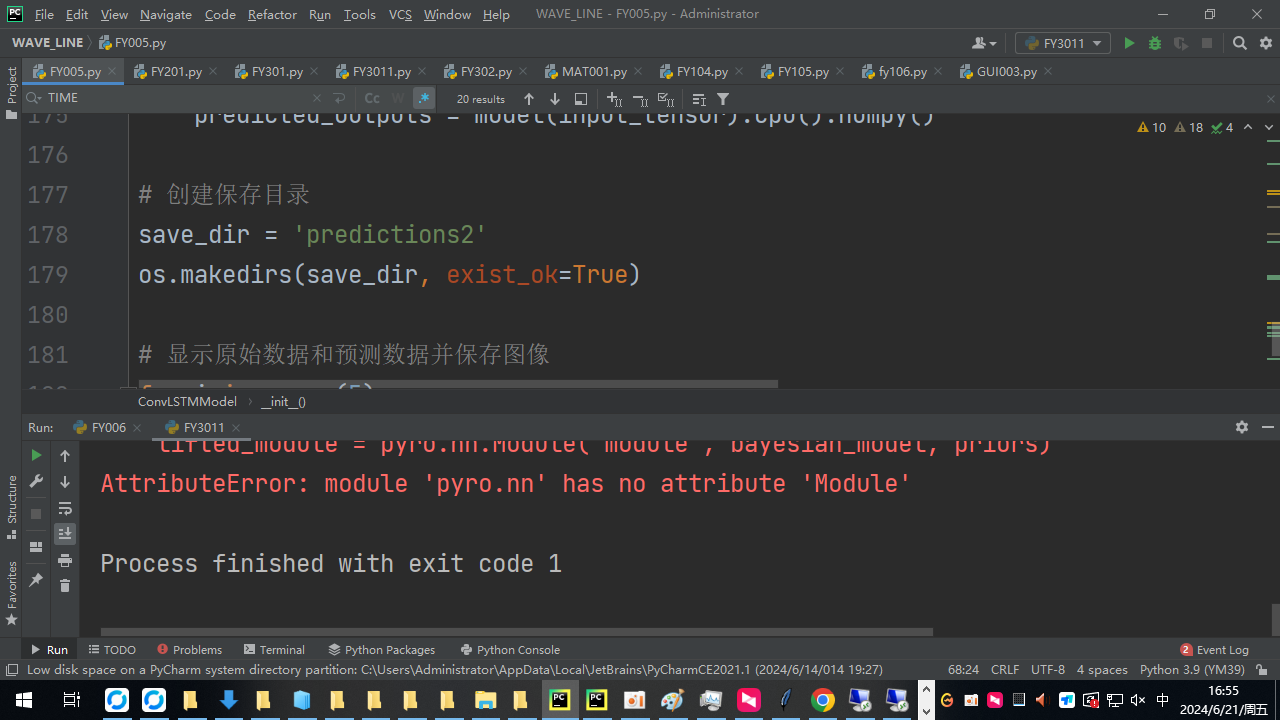 File Edit View Navigate Code Refactor Run Tools VCS Window Help WAVE_LINE - FY005.py - Administrator
WAVE_LINE FY005.py FY3011
Project
FY005.py FY201.py FY301.py FY3011.py FY302.py MAT001.py FY104.py FY105.py fy106.py GUI003.py
TIME Cc W .* 20 results
10 18 4
175 predicted_outputs = model(input_tensor).cpu().numpy()
176
177 # 创建保存目录
178 save_dir = 'predictions2'
179 os.makedirs(save_dir, exist_ok=True)
180
181 # 显示原始数据和预测数据并保存图像
ConvLSTMModel __init__()
Run: FY006 FY3011
lifted_module = pyro.nn.Module("module", bayesian_model, priors)
AttributeError: module 'pyro.nn' has no attribute 'Module'
Process finished with exit code 1
Structure
Favorites
Run TODO Problems Terminal Python Packages Python Console 2 Event Log
Low disk space on a PyCharm system directory partition: C:\Users\Administrator\AppData\Local\JetBrains\PyCharmCE2021.1 (2024/6/14/014 19:27) 68:24 CRLF UTF-8 4 spaces Python 3.9 (YM39)
中 16:55
2024/6/21/周五